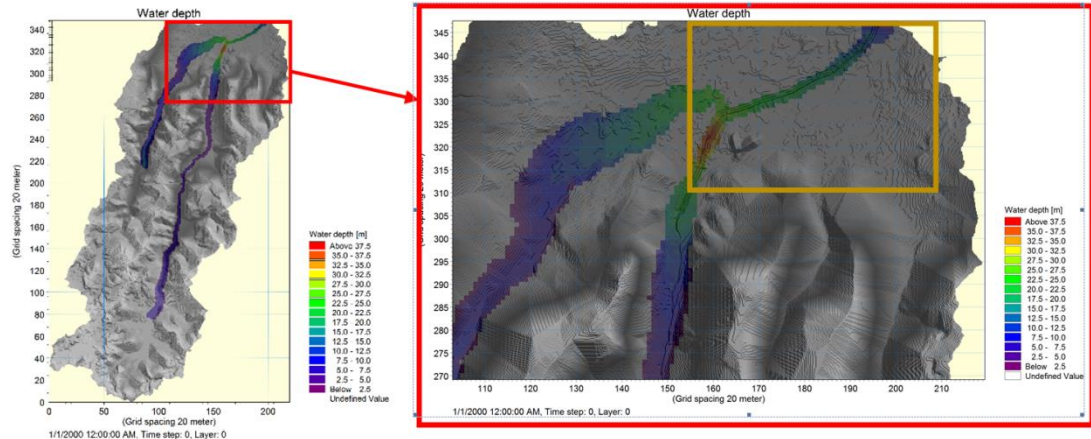 Water depth
340
320
300
280
260
240
220
200
180
160
140
120
100
80
60
40
20
0
(Grid spacing 20 meter)
0 50 100 150 200
(Grid spacing 20 meter)
1/1/2000 12:00:00 AM, Time step: 0, Layer: 0
Water depth [m]
Above 37.5
35.0 - 37.5
32.5 - 35.0
30.0 - 32.5
27.5 - 30.0
25.0 - 27.5
22.5 - 25.0
20.0 - 22.5
17.5 - 20.0
15.0 - 17.5
12.5 - 15.0
10.0 - 12.5
7.5 - 10.0
5.0 - 7.5
2.5 - 5.0
Below 2.5
Undefined Value
Water depth
345
340
335
330
325
320
315
310
305
300
295
290
285
280
275
270
110 120 130 140 150 160 170 180 190 200 210
(Grid spacing 20 meter)
1/1/2000 12:00:00 AM, Time step: 0, Layer: 0
Water depth [m]
Above 37.5
35.0 - 37.5
32.5 - 35.0
30.0 - 32.5
27.5 - 30.0
25.0 - 27.5
22.5 - 25.0
20.0 - 22.5
17.5 - 20.0
15.0 - 17.5
12.5 - 15.0
10.0 - 12.5
7.5 - 10.0
5.0 - 7.5
2.5 - 5.0
Below 2.5
Undefined Value